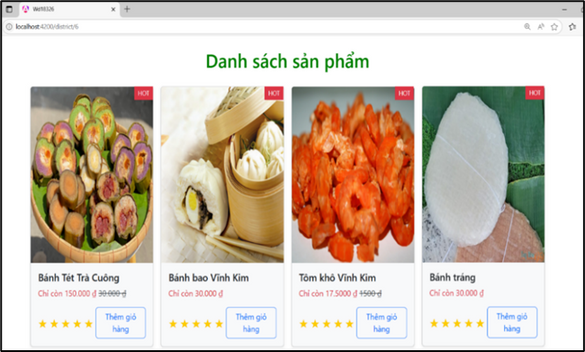 Web18326
localhost:4200/district/6
Danh sách sản phẩm
HOT
HOT
HOT
Bánh Tét Trà Cuông
Chỉ còn 150.000 ₫ 30.000 ₫
Thêm giỏ
hàng
Bánh bao Vĩnh Kim
Chỉ còn 30.000 ₫
Thêm giỏ
hàng
Tôm khô Vĩnh Kim
Chỉ còn 17.5000 ₫ 1500 ₫
Thêm giỏ
hàng
Bánh tráng
Chỉ còn 30.000 ₫
Thêm giỏ
hàng